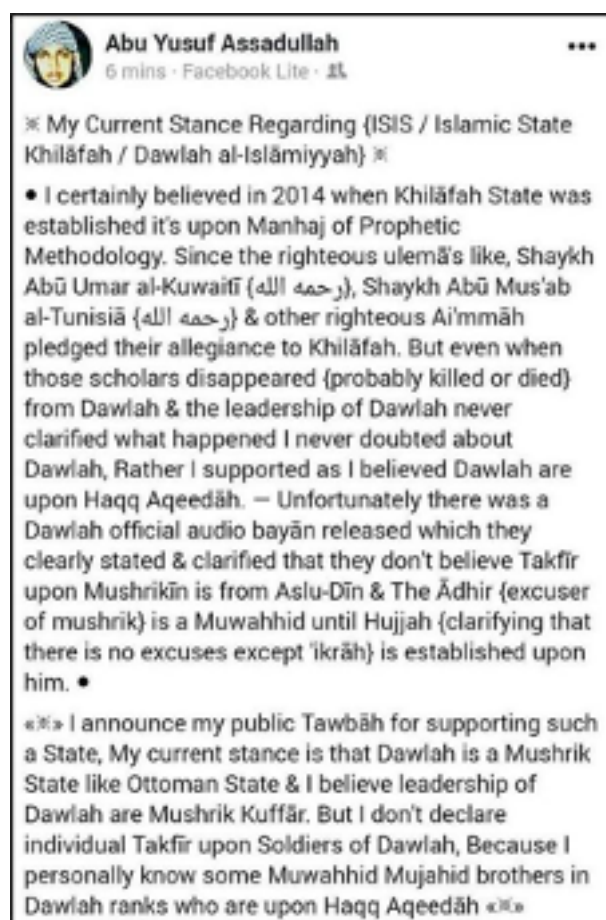 Abu Yusuf Assadullah
6 mins · Facebook Lite ·
※ My Current Stance Regarding {ISIS / Islamic State
Khilāfah / Dawlah al-Islāmiyyah} ※
● I certainly believed in 2014 when Khilāfah State was
established it's upon Manhaj of Prophetic
Methodology. Since the righteous ulemā's like, Shaykh
Abū Umar al-Kuwaitī {رحمه الله}, Shaykh Abū Mus'ab
al-Tunisiā {رحمه الله} & other righteous Ai'mmāh
pledged their allegiance to Khilāfah. But even when
those scholars disappeared {probably killed or died}
from Dawlah & the leadership of Dawlah never
clarified what happened I never doubted about
Dawlah, Rather I supported as I believed Dawlah are
upon Haqq Aqeedāh. — Unfortunately there was a
Dawlah official audio bayān released which they
clearly stated & clarified that they don't believe Takfīr
upon Mushrikīn is from Aslu-Dīn & The Ādhir {excuser
of mushrik} is a Muwahhid until Hujjah {clarifying that
there is no excuses except 'ikrāh} is established upon
him. ●
«※» I announce my public Tawbāh for supporting such
a State, My current stance is that Dawlah is a Mushrik
State like Ottoman State & I believe leadership of
Dawlah are Mushrik Kuffār. But I don't declare
individual Takfīr upon Soldiers of Dawlah, Because I
personally know some Muwahhid Mujahid brothers in
Dawlah ranks who are upon Haqq Aqeedāh «※»